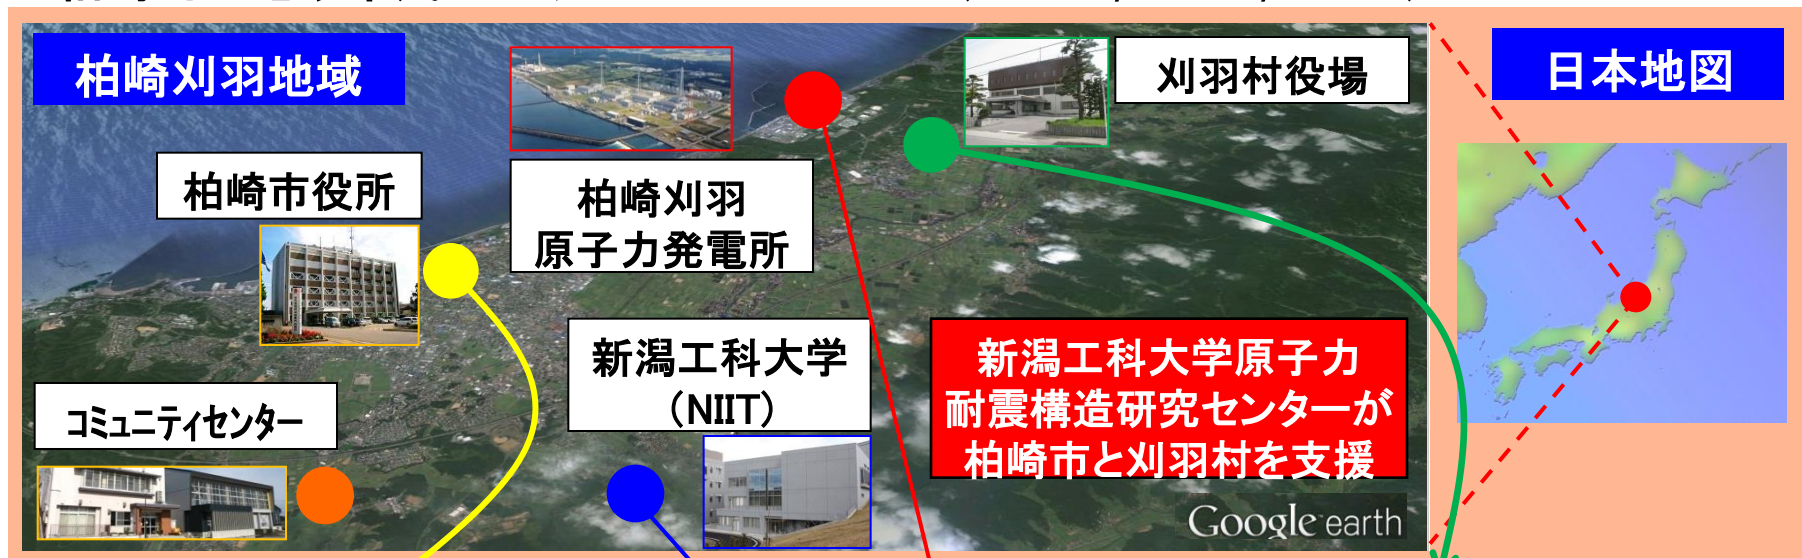 柏崎刈羽地域
刈羽村役場
日本地図
柏崎市役所
柏崎刈羽
原子力発電所
新潟工科大学
（NIIT）
新潟工科大学原子力
耐震構造研究センターが
柏崎市と刈羽村を支援
コミュニティセンター
Google earth